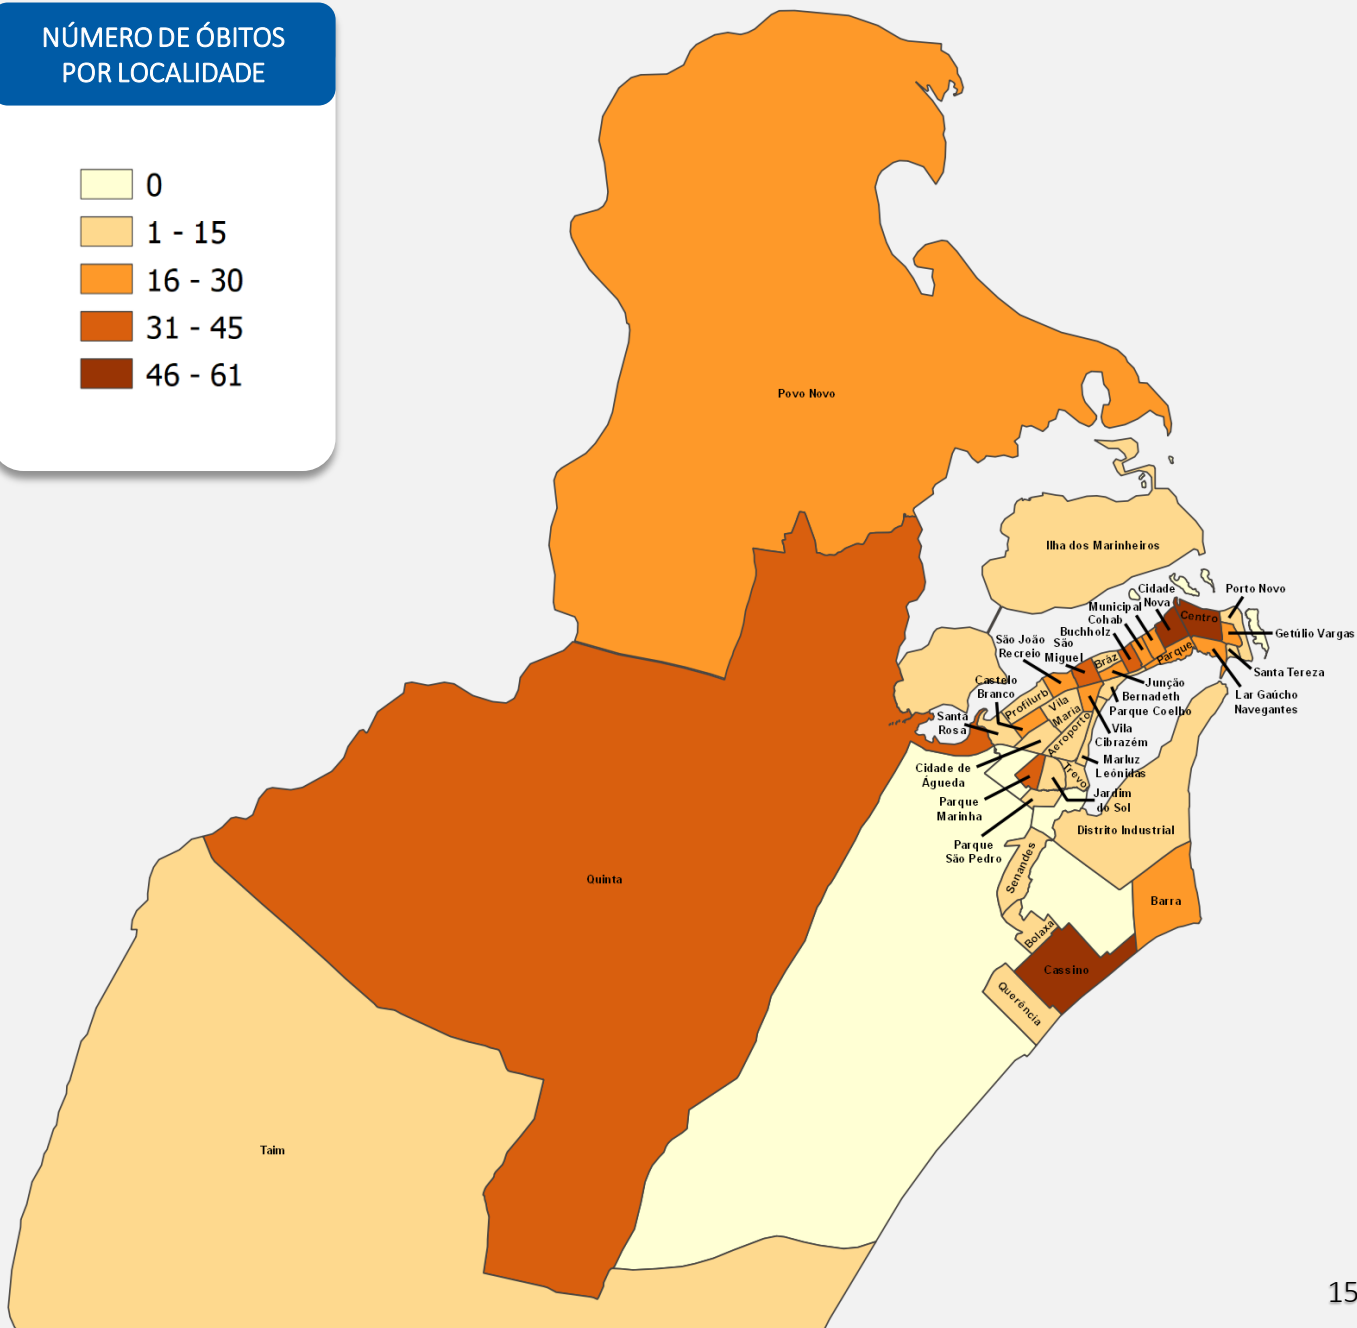 NÚMERO DE ÓBITOS
POR LOCALIDADE
0
1 - 15
16 - 30
31 - 45
46 - 61
Povo Novo
Ilha dos Marinheiros
Cidade
Nova
Porto Novo
Municipal
Cohab
Centro
Buchholz
Getúlio Vargas
São João
Recreio
São
Miguel
Bráz
Parque
Santa Tereza
Castelo
Branco
Junção
Bernadeth
Parque Coelho
Lar Gaúcho
Navegantes
Profilurb
Vila
Maria
Santa
Rosa
Aeroporto
Vila
Cibrazém
Cidade de
Águeda
Marluz
Leónidas
Trevo
Parque
Marinha
Jardim
do Sol
Distrito Industrial
Parque
São Pedro
Senandes
Quinta
Barra
Bolaxa
Cassino
Querência
Taim
15